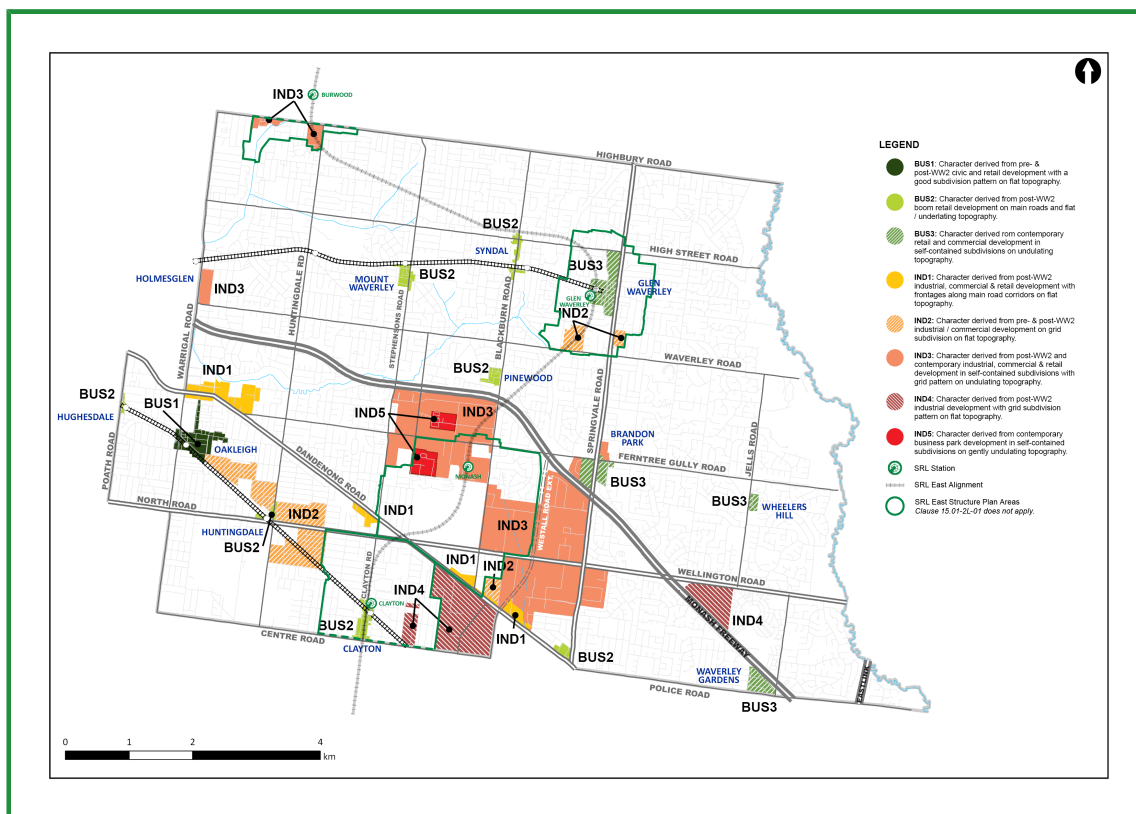 BURWOOD
IND3
HIGHBURY ROAD
LEGEND
BUS1: Character derived from pre- &
post-WW2 civic and retail development with a
good subdivision pattern on flat topography.
BUS2: Character derived from post-WW2
boom retail development on main roads and flat
/ underlating topography.
BUS3: Character derived rom contemporary
retail and commercial development in
self-contained subdivisions on undulating
topography.
IND1: Character derived from post-WW2
industrial, commercial & retail development with
frontages along main road corridors on flat
topography.
IND2: Character derived from pre- & post-WW2
industrial / commercial development on grid
subdivision on flat topography.
IND3: Character derived from post-WW2 and
contemporary industrial, commercial & retail
development in self-contained subdivisions with
grid pattern on undulating topography.
IND4: Character derived from post-WW2
industrial development with grid subdivision
pattern on flat topography.
IND5: Character derived from contemporary
business park development in self-contained
subdivisions on gently undulating topography.
SRL Station
SRL East Alignment
SRL East Structure Plan Areas
Clause 15.01-2L-01 does not apply.
BUS2
SYNDAL
HIGH STREET ROAD
HOLMESGLEN
IND3
HUNTINGDALE RD
MOUNT
WAVERLEY
BUS2
BUS3
GLEN
WAVERLEY
GLEN
WAVERLEY
IND2
WARRIGAL ROAD
STEPHENSONS ROAD
BLACKBURN ROAD
WAVERLEY ROAD
BUS2
PINEWOOD
IND1
BUS2
HUGHESDALE
BUS1
OAKLEIGH
IND5
IND3
SPRINGVALE ROAD
BRANDON
PARK
JELLS ROAD
FERNTREE GULLY ROAD
POATH ROAD
DANDENONG ROAD
MONASH
BUS3
BUS3
WHEELERS
HILL
NORTH ROAD
IND2
HUNTINGDALE
BUS2
IND1
IND3
WESTALL ROAD EXT.
CLAYTON RD
IND1
IND2
WELLINGTON ROAD
CLAYTON
IND4
IND1
MONASH FREEWAY
IND4
BUS2
CLAYTON
CENTRE ROAD
BUS2
WAVERLEY
GARDENS
POLICE ROAD
BUS3
EASTLINK
0 1 2 4
km